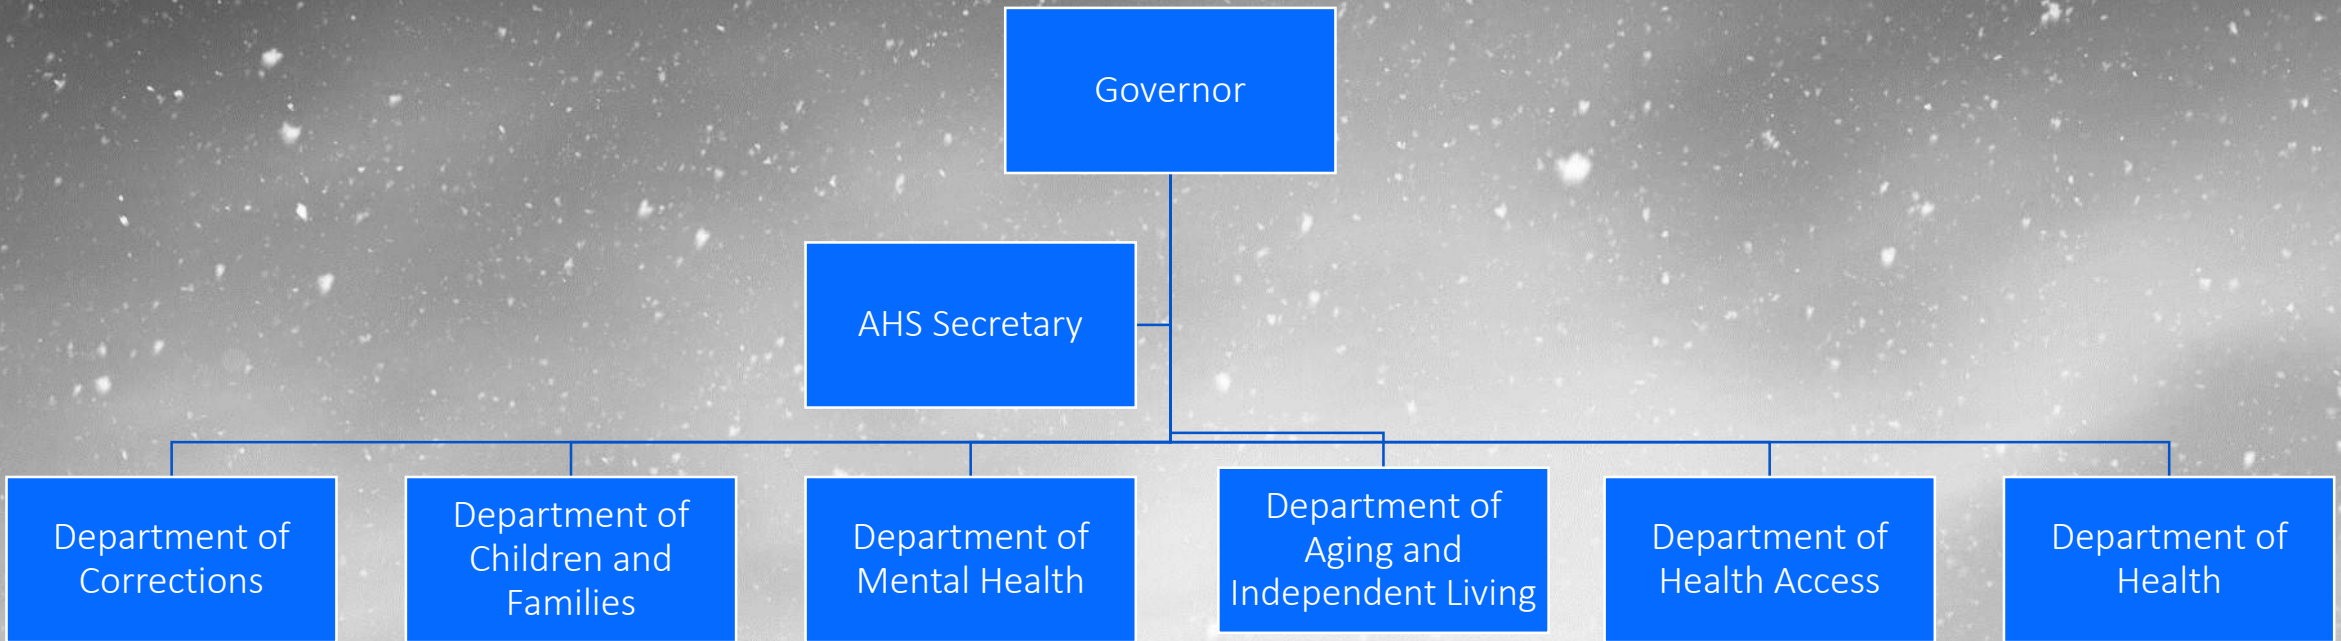 Governor
AHS Secretary
Department of
Corrections
Department of
Children and
Families
Department of
Mental Health
Department of
Aging and
Independent Living
Department of
Health Access
Department of
Health